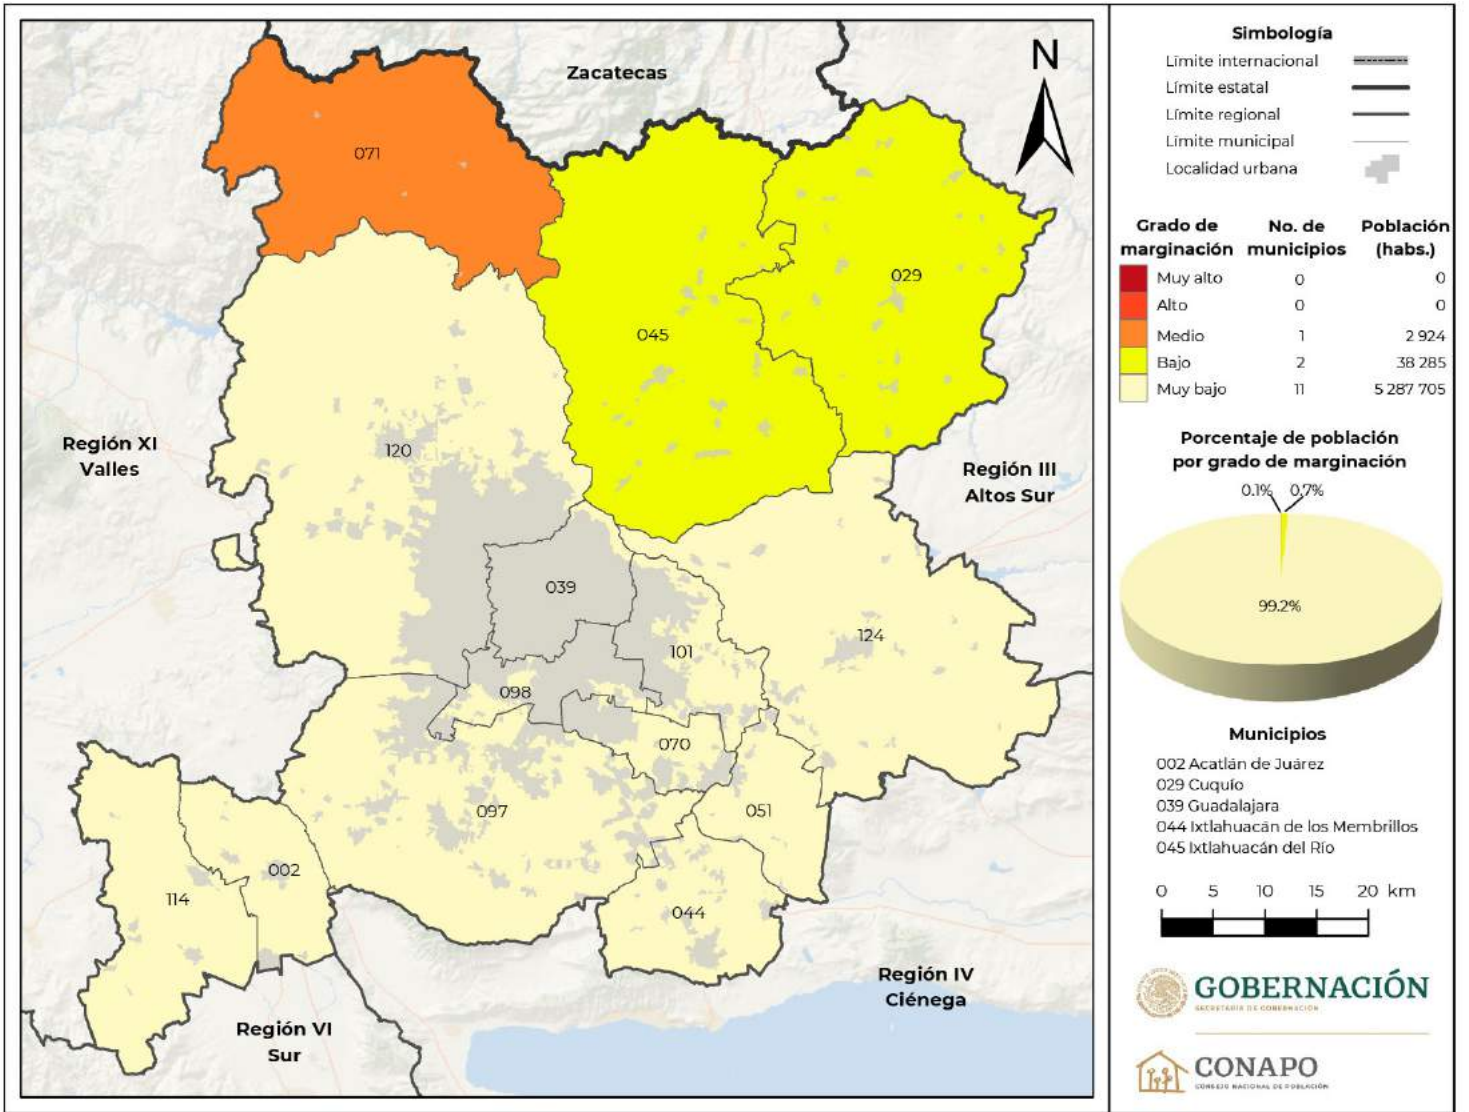 Zacatecas
N
071
029
045
120
Región XI
Valles
Región III
Altos Sur
039
124
101
098
070
097
051
002
114
044
Región IV
Ciénega
Región VI
Sur
Simbología
Límite internacional
Límite estatal
Límite regional
Límite municipal
Localidad urbana
Grado de marginación No. de municipios Población (habs.)
Muy alto 0 0
Alto 0 0
Medio 1 2 924
Bajo 2 38 285
Muy bajo 11 5 287 705
Porcentaje de población
por grado de marginación
0.1% 0.7%
99.2%
Municipios
002 Acatlán de Juárez
029 Cuquío
039 Guadalajara
044 Ixtlahuacán de los Membrillos
045 Ixtlahuacán del Río
0 5 10 15 20 km
GOBERNACIÓN
SECRETARÍA DE GOBERNACIÓN
CONAPO
CONSEJO NACIONAL DE POBLACIÓN